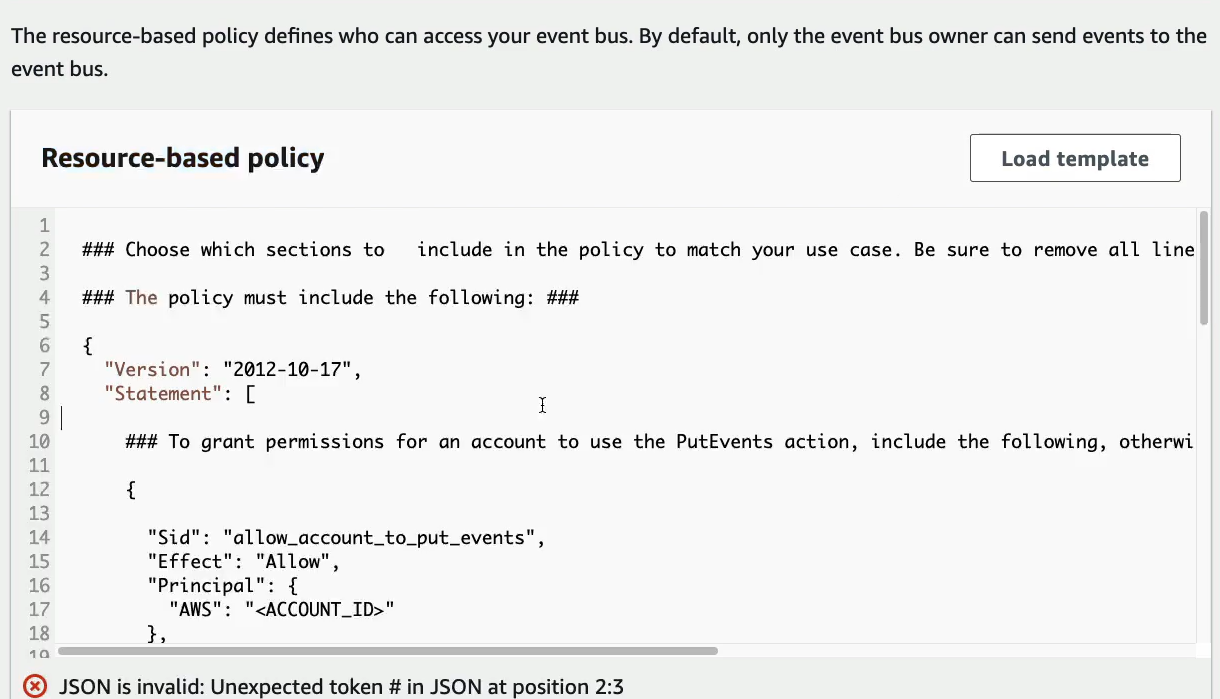 The resource-based policy defines who can access your event bus. By default, only the event bus owner can send events to the
event bus.
Resource-based policy
Load template
1
2 ### Choose which sections to include in the policy to match your use case. Be sure to remove all line
3
4 ### The policy must include the following: ###
5
6 {
7 "Version": "2012-10-17",
8 "Statement": [
9
10 ### To grant permissions for an account to use the PutEvents action, include the following, otherwi
11
12 {
13
14 "Sid": "allow_account_to_put_events",
15 "Effect": "Allow",
16 "Principal": {
17 "AWS": "<ACCOUNT_ID>"
18 },
19
JSON is invalid: Unexpected token # in JSON at position 2:3